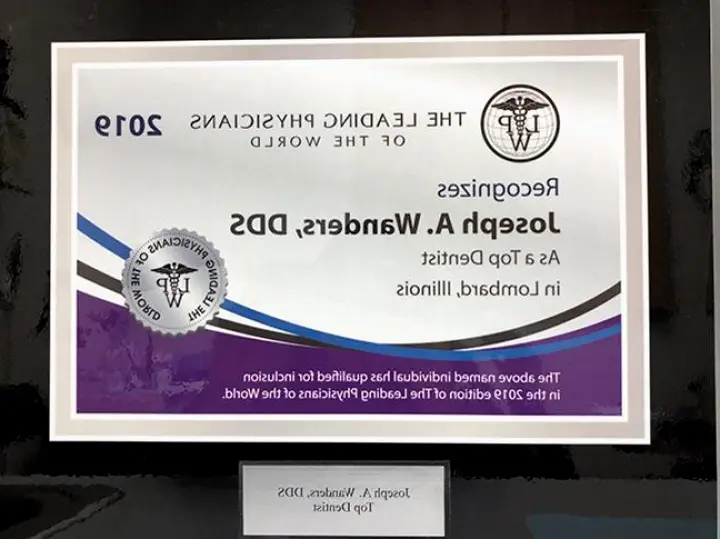 THE LEADING PHYSICIANS
OF THE WORLD
2019
LPW
Recognizes
Joseph A. Wanders, DDS
As a Top Dentist
in Lombard, Illinois
THE LEADING PHYSICIANS OF THE WORLD
LPW
The above named individual has qualified for inclusion
in the 2019 edition of The Leading Physicians of the World.
Joseph A. Wanders, DDS
Top Dentist